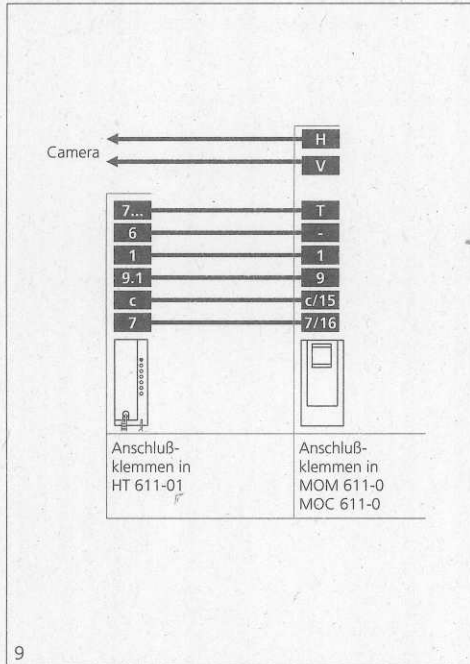 H
Camera
V
7... T
6 -
1 1
9.1 9
c c/15
7 7/16
Anschluß-
klemmen in
HT 611-01
Anschluß-
klemmen in
MOM 611-0
MOC 611-0
9